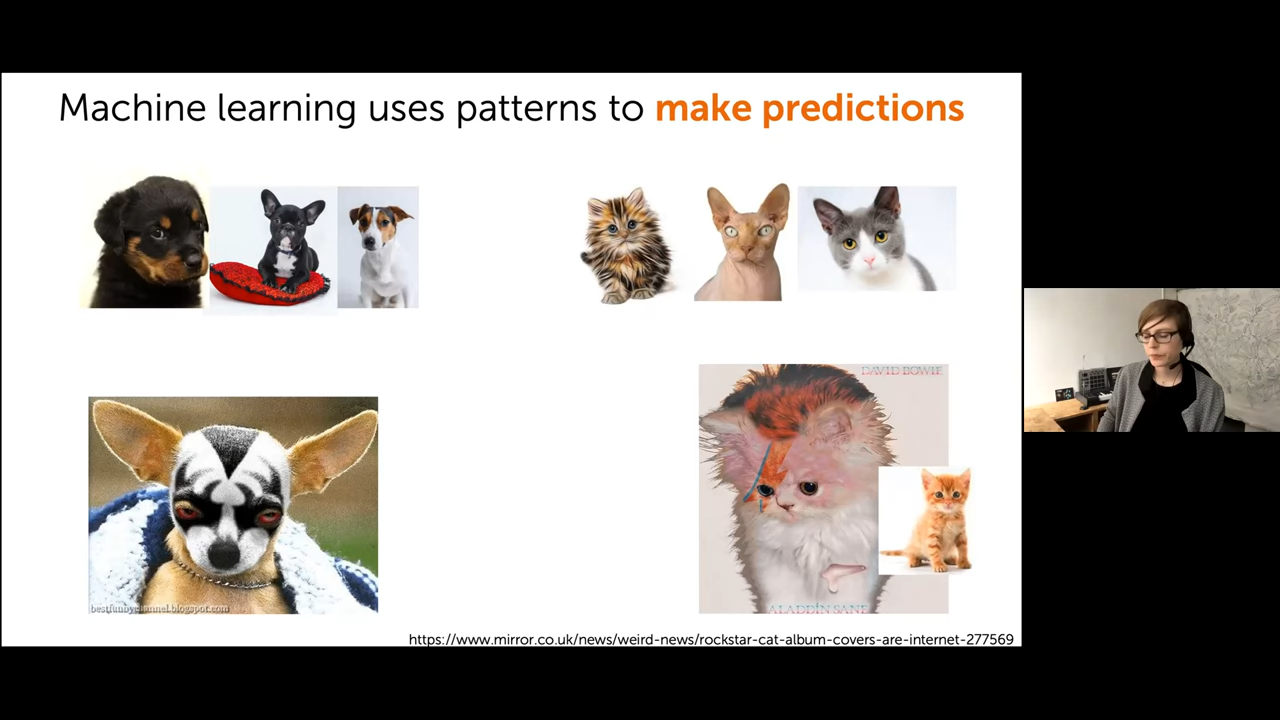 Machine learning uses patterns to make predictions
DAVID BOWIE
bestfunbychannel.blogspot.com
ALADDIN SANE
https://www.mirror.co.uk/news/weird-news/rockstar-cat-album-covers-are-internet-277569